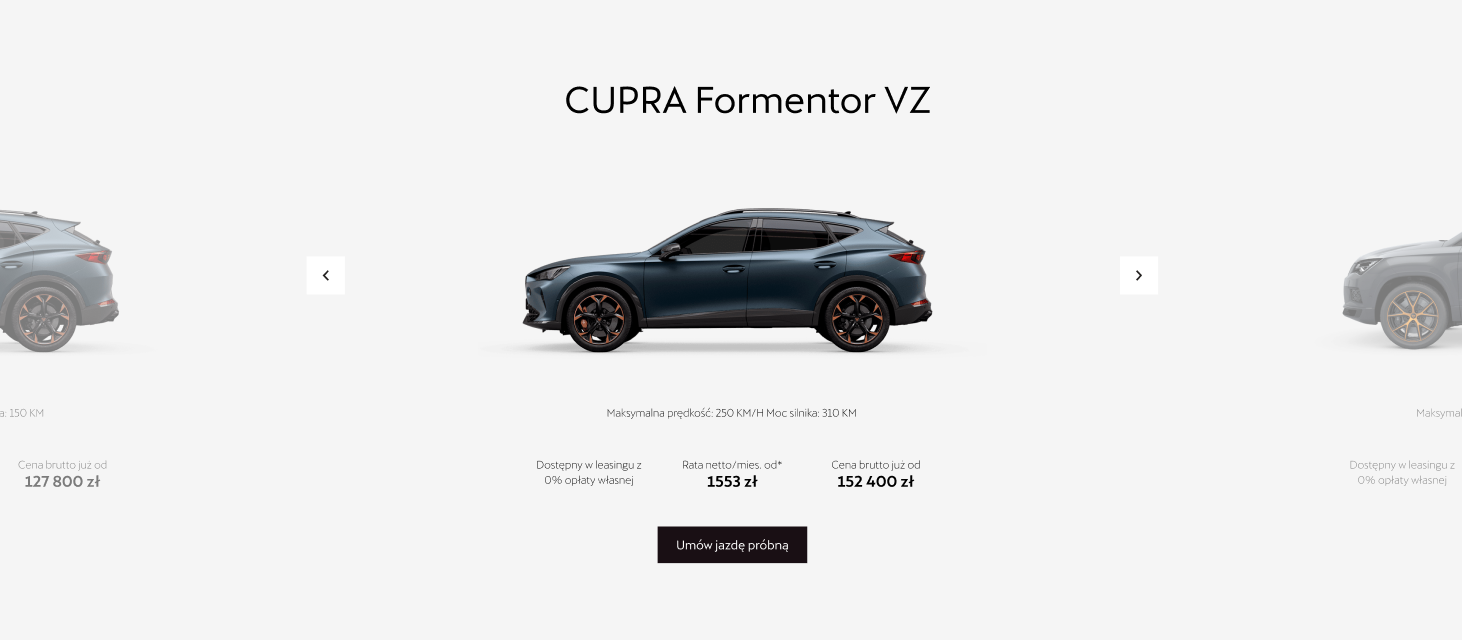 CUPRA Formentor VZ
a: 150 KM
Maksymalna prędkość: 250 KM/H Moc silnika: 310 KM
Maksymal
Cena brutto już od
127 800 zł
Dostępny w leasingu z
0% opłaty własnej
Rata netto/mies. od*
1553 zł
Cena brutto już od
152 400 zł
Dostępny w leasingu z
0% opłaty własnej
Umów jazdę próbną